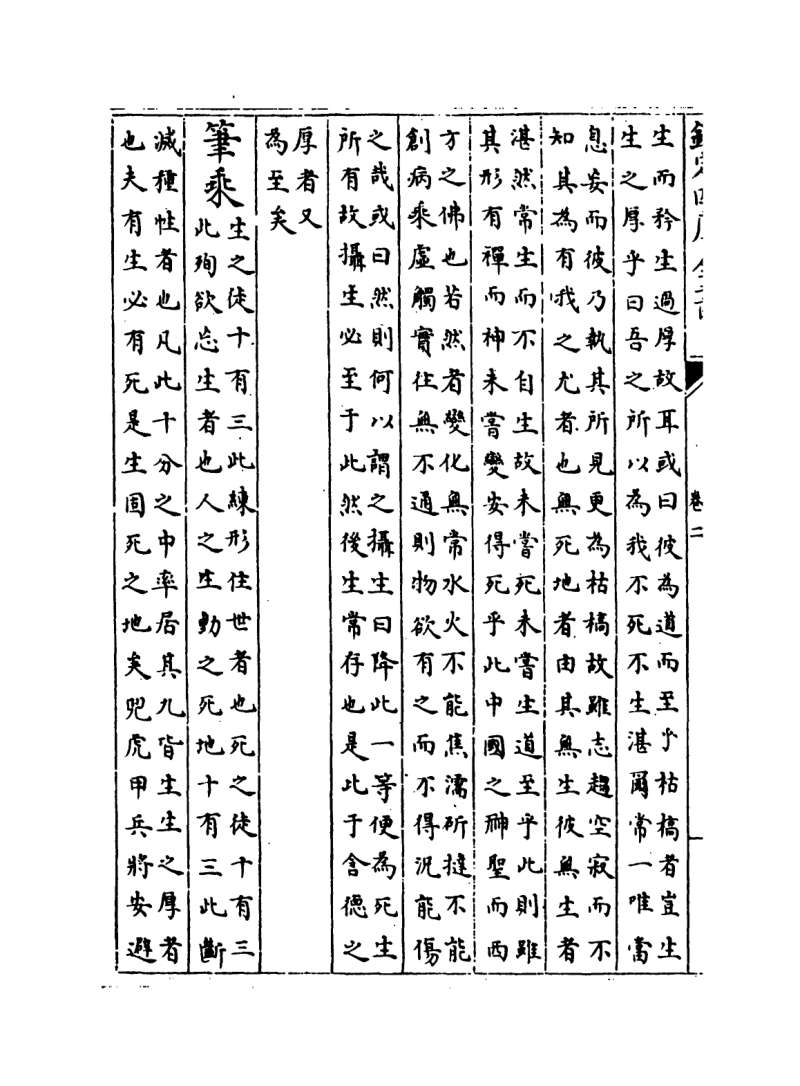 欽定四庫全書
卷二
生而矜生過厚故耳或曰彼為道而至於枯槁者豈生
生之厚乎曰吾之所以為我不死不生湛爾常一唯當
息妄而彼乃執其所見更為枯槁故雖志趨空寂而不
知其為有哦之尤者也無死地者由其無生彼無生者
湛然常生而不自生故未嘗死未嘗生道至乎此則雖
其形有禪而神未嘗變安得死乎此中國之神聖而西
方之佛也若然者變化無常水火不能焦濡斫撻不能
創病乘虛觸實往無不通則物欲有之而不得況能傷
之哉或曰然則何以謂之攝生曰降此一等便為死生
所有故攝生必至于此然後生常存也是此于含德之
厚者又
為至矣
筆乘
生之徒十有三此練形住世者也死之徒十有三
此殉欲忘生者也人之生動之死地十有三此斷
滅種性者也凡此十分之中率居其九皆生生之厚者
也夫有生必有死是生固死之地矣兕虎甲兵將安避